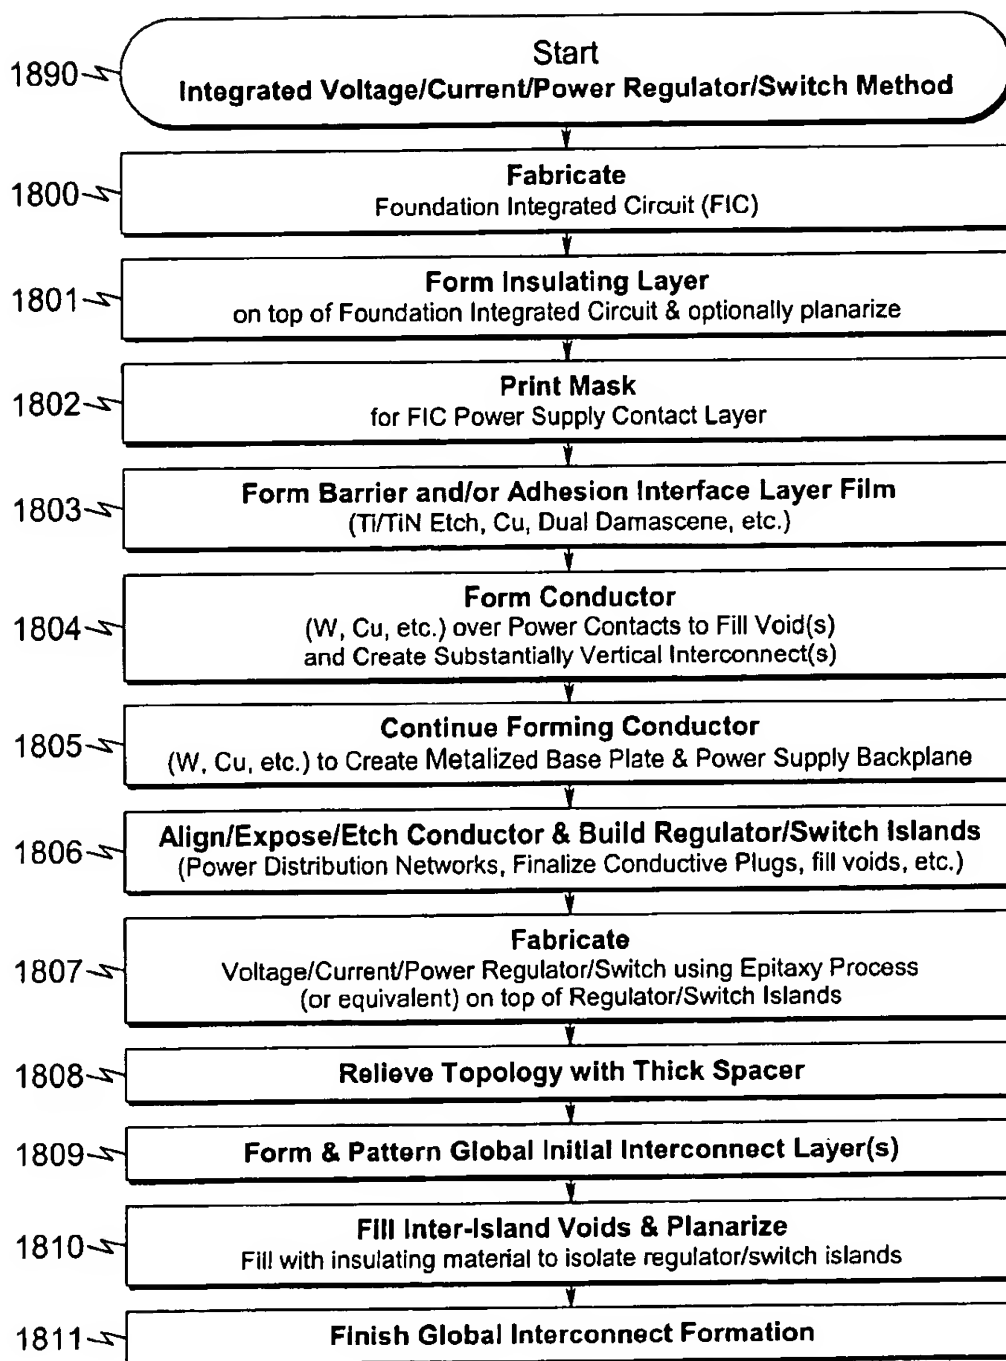 1890
Start
Integrated Voltage/Current/Power Regulator/Switch Method
1800
Fabricate
Foundation Integrated Circuit (FIC)
1801
Form Insulating Layer
on top of Foundation Integrated Circuit & optionally planarize
1802
Print Mask
for FIC Power Supply Contact Layer
1803
Form Barrier and/or Adhesion Interface Layer Film
(Ti/TiN Etch, Cu, Dual Damascene, etc.)
1804
Form Conductor
(W, Cu, etc.) over Power Contacts to Fill Void(s)
and Create Substantially Vertical Interconnect(s)
1805
Continue Forming Conductor
(W, Cu, etc.) to Create Metalized Base Plate & Power Supply Backplane
1806
Align/Expose/Etch Conductor & Build Regulator/Switch Islands
(Power Distribution Networks, Finalize Conductive Plugs, fill voids, etc.)
1807
Fabricate
Voltage/Current/Power Regulator/Switch using Epitaxy Process
(or equivalent) on top of Regulator/Switch Islands
1808
Relieve Topology with Thick Spacer
1809
Form & Pattern Global Initial Interconnect Layer(s)
1810
Fill Inter-Island Voids & Planarize
Fill with insulating material to isolate regulator/switch islands
1811
Finish Global Interconnect Formation